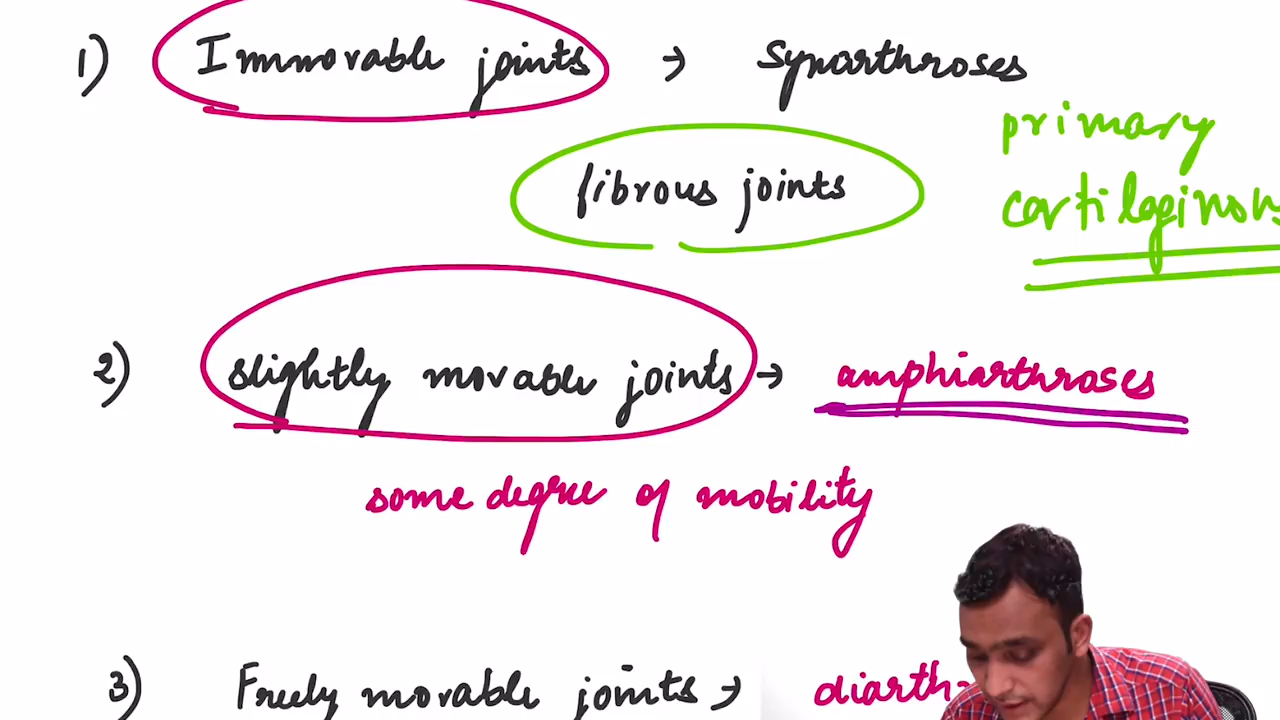 1) Immovable joints → Synarthroses
fibrous joints
primary
cartilaginous
2) slightly movable joints → amphiarthroses
some degree of mobility
3) Freely movable joints → diarth-